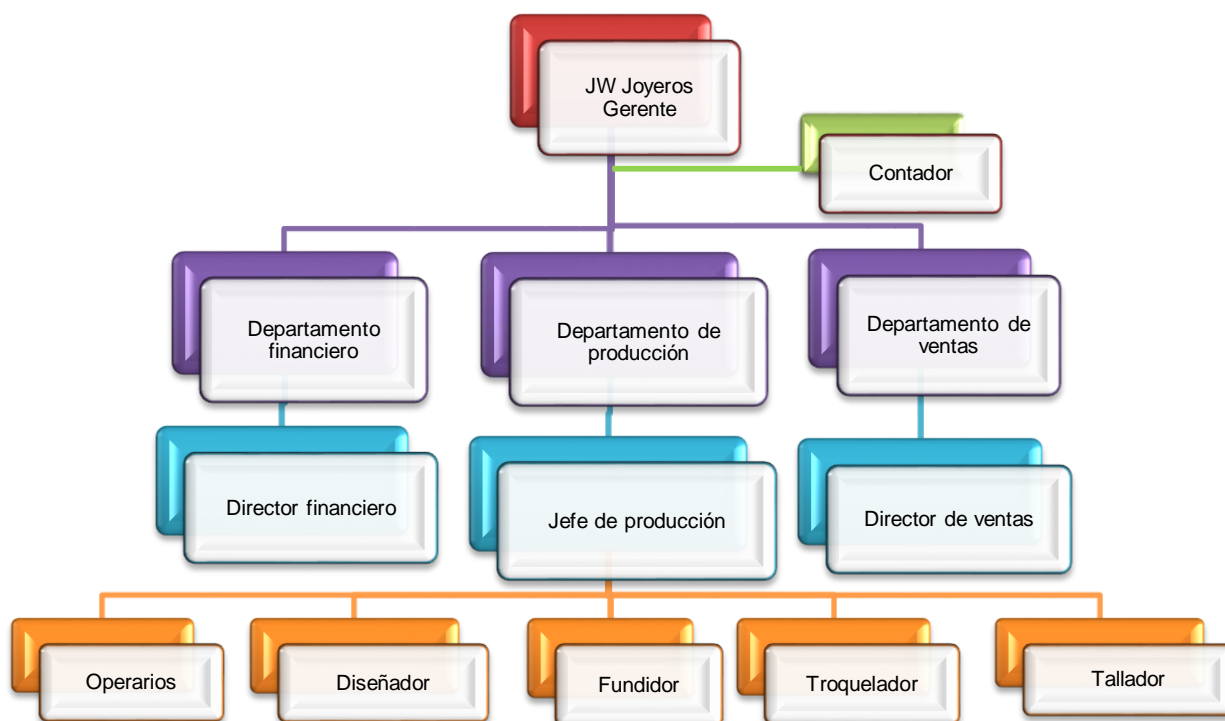 JW Joyeros
Gerente
Contador
Departamento
financiero
Departamento de
producción
Departamento de
ventas
Director financiero
Jefe de producción
Director de ventas
Operarios
Diseñador
Fundidor
Troquelador
Tallador